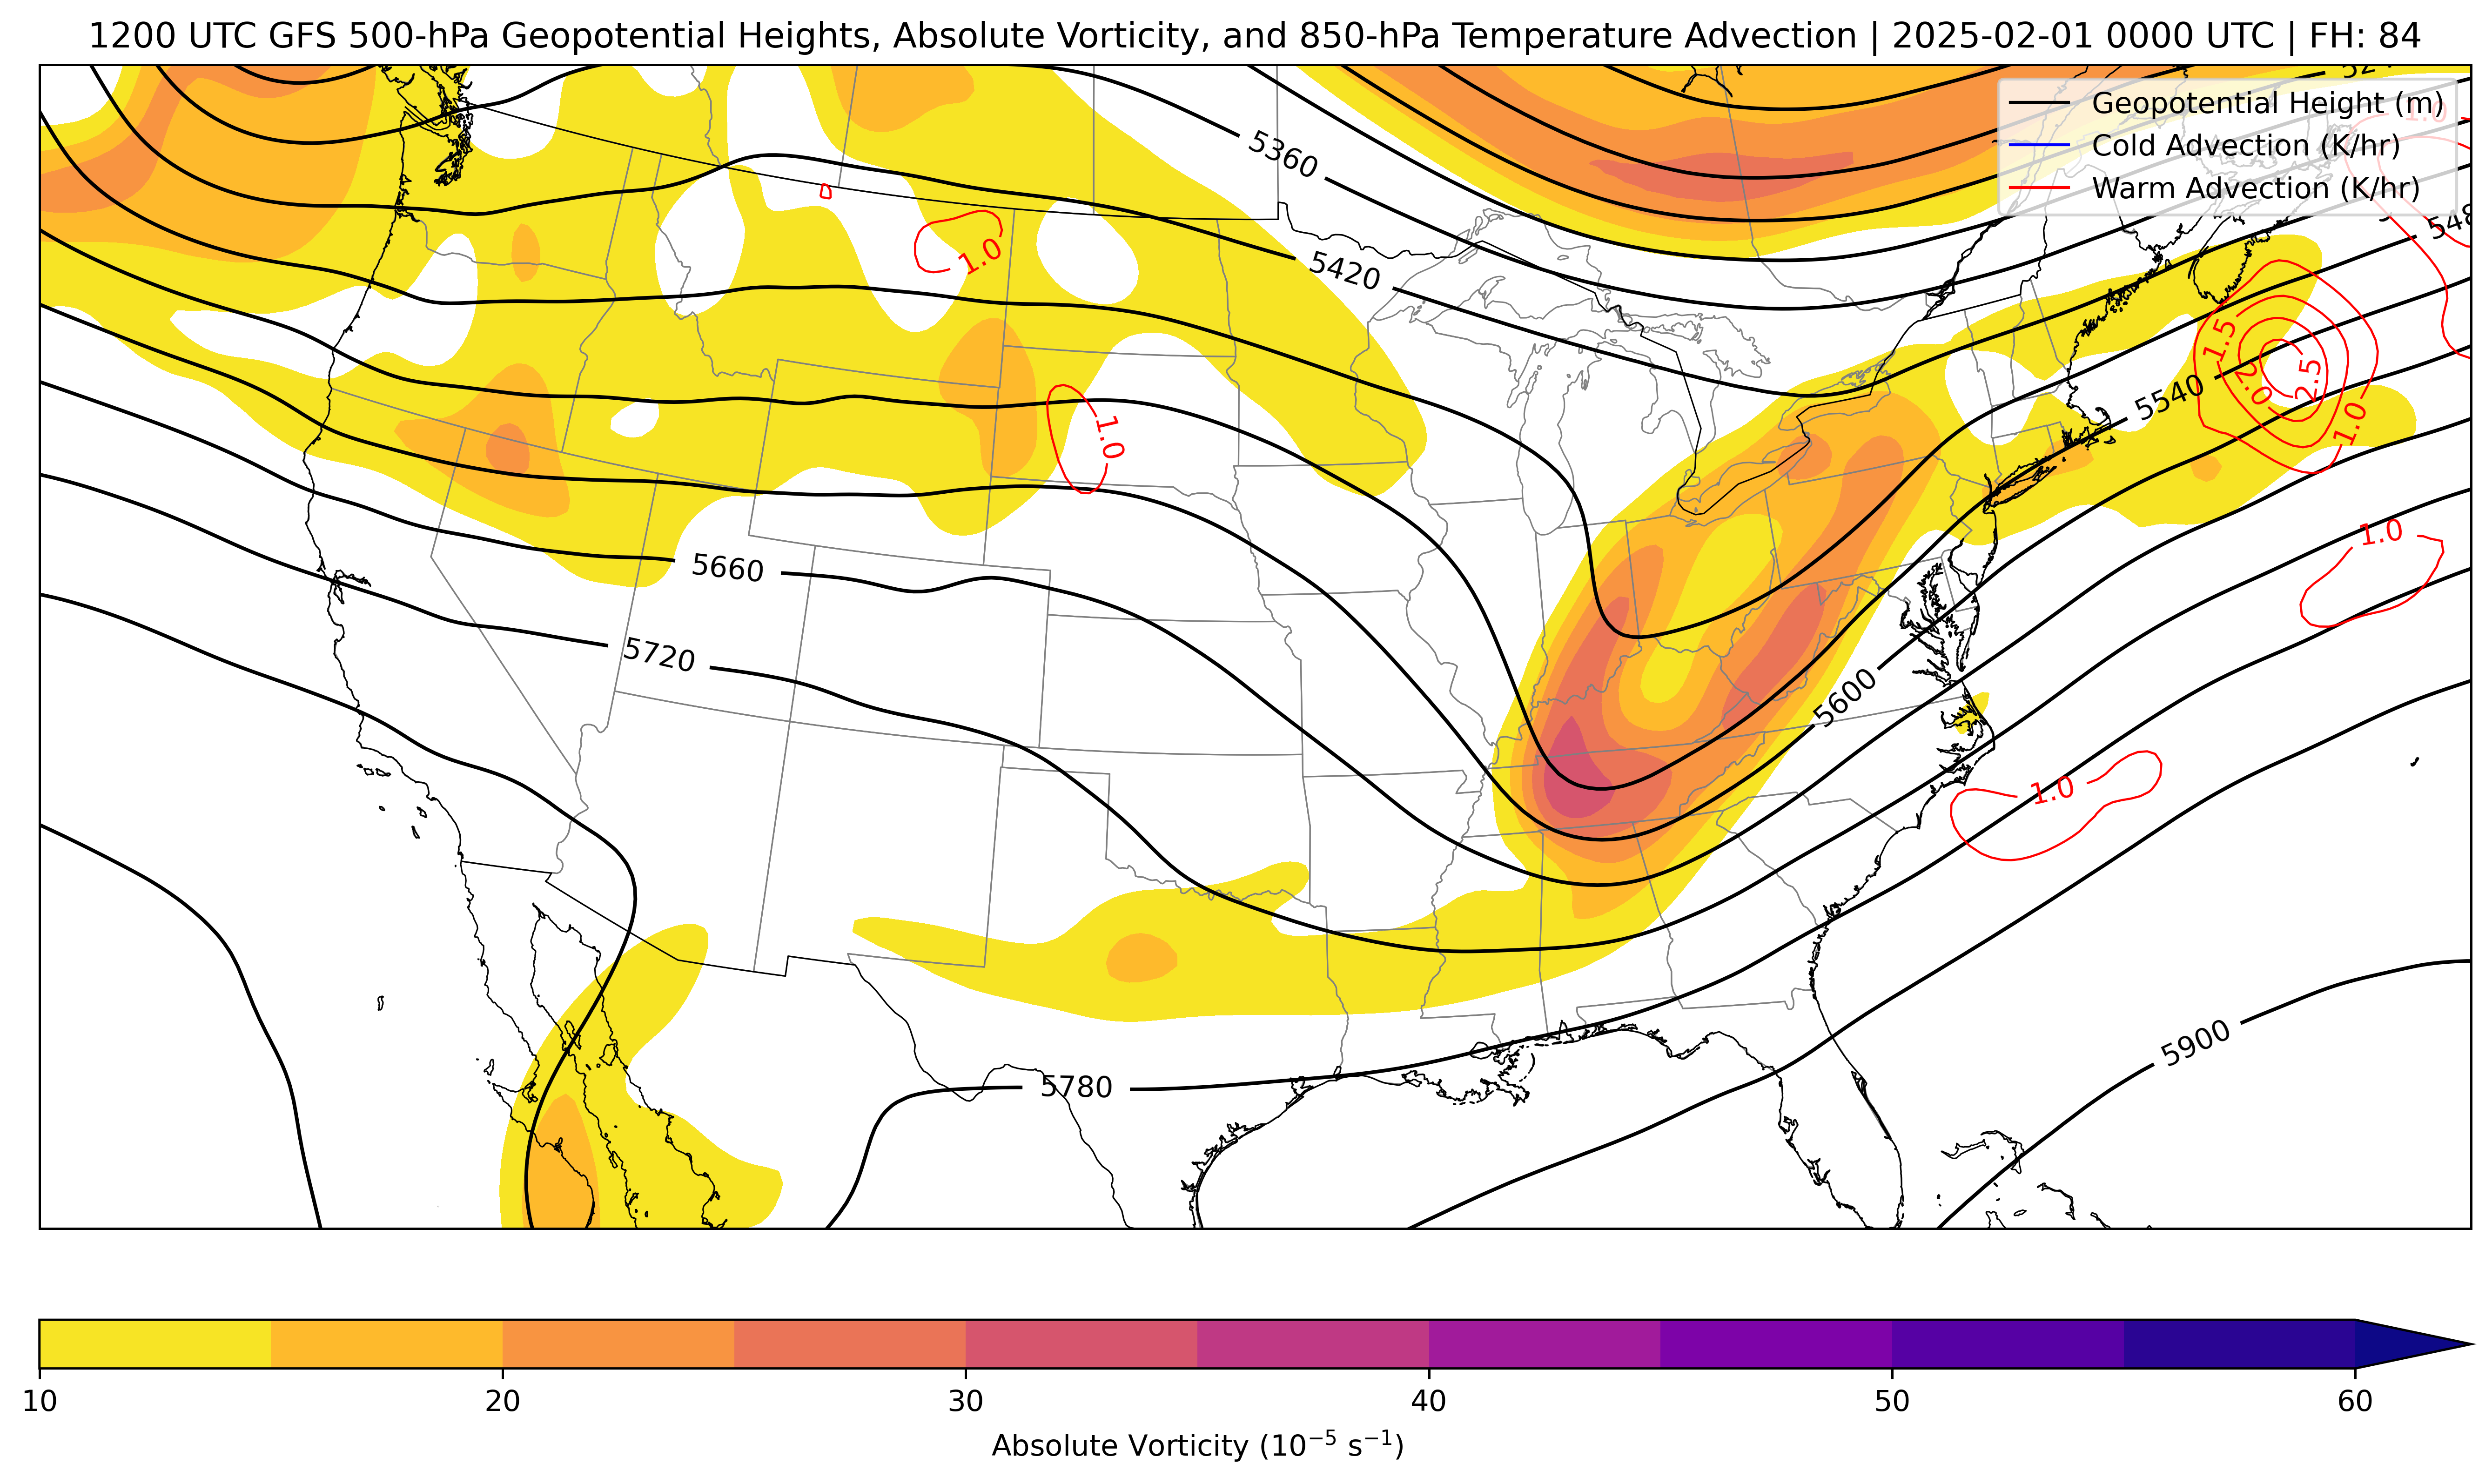 1200 UTC GFS 500-hPa Geopotential Heights, Absolute Vorticity, and 850-hPa Temperature Advection | 2025-02-01 0000 UTC | FH: 84
Geopotential Height (m)
Cold Advection (K/hr)
Warm Advection (K/hr)
1.0
5360
5420
1.0
1.5
2.0
2.5
1.0
5540
1.0
1.0
5660
5720
5600
1.0
5900
5780
10 20 30 40 50 60
Absolute Vorticity (10⁻⁵ s⁻¹)